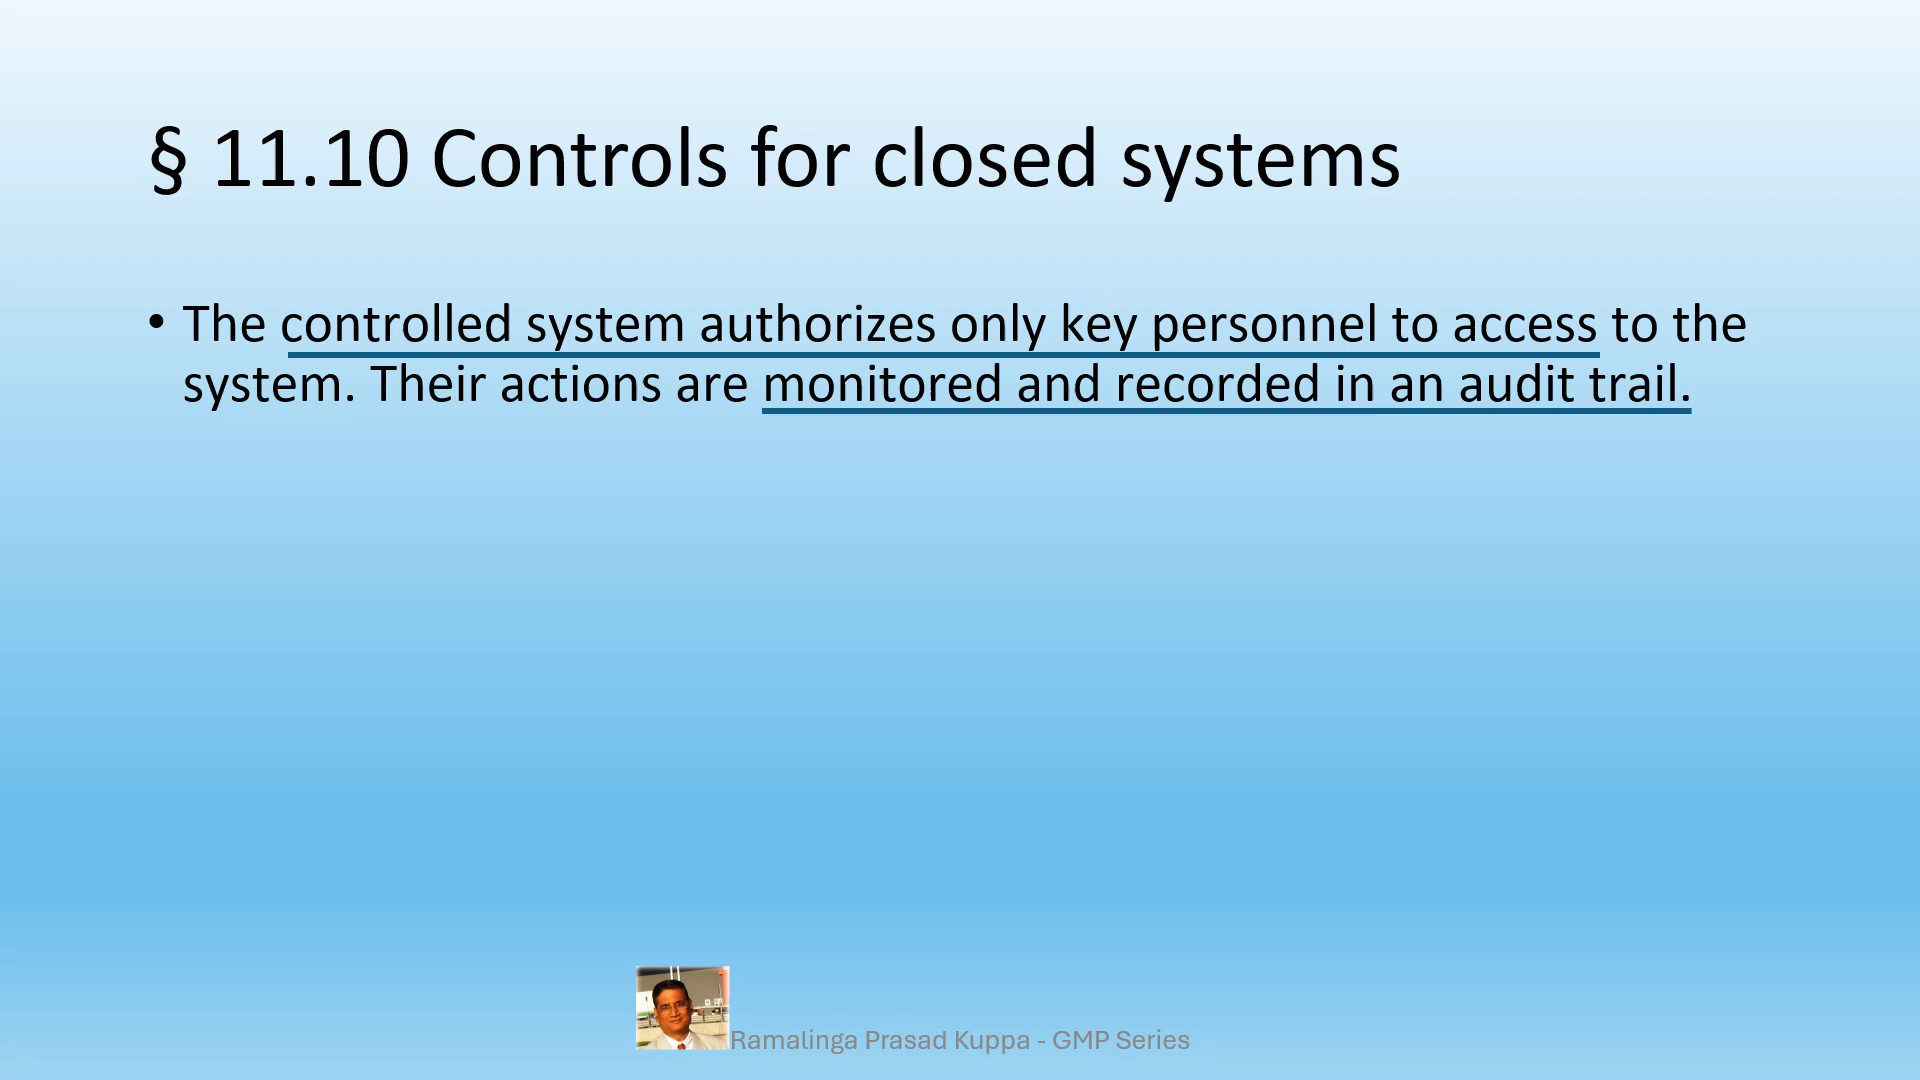 § 11.10 Controls for closed systems
• The controlled system authorizes only key personnel to access to the
system. Their actions are monitored and recorded in an audit trail.
Ramalinga Prasad Kuppa - GMP Series